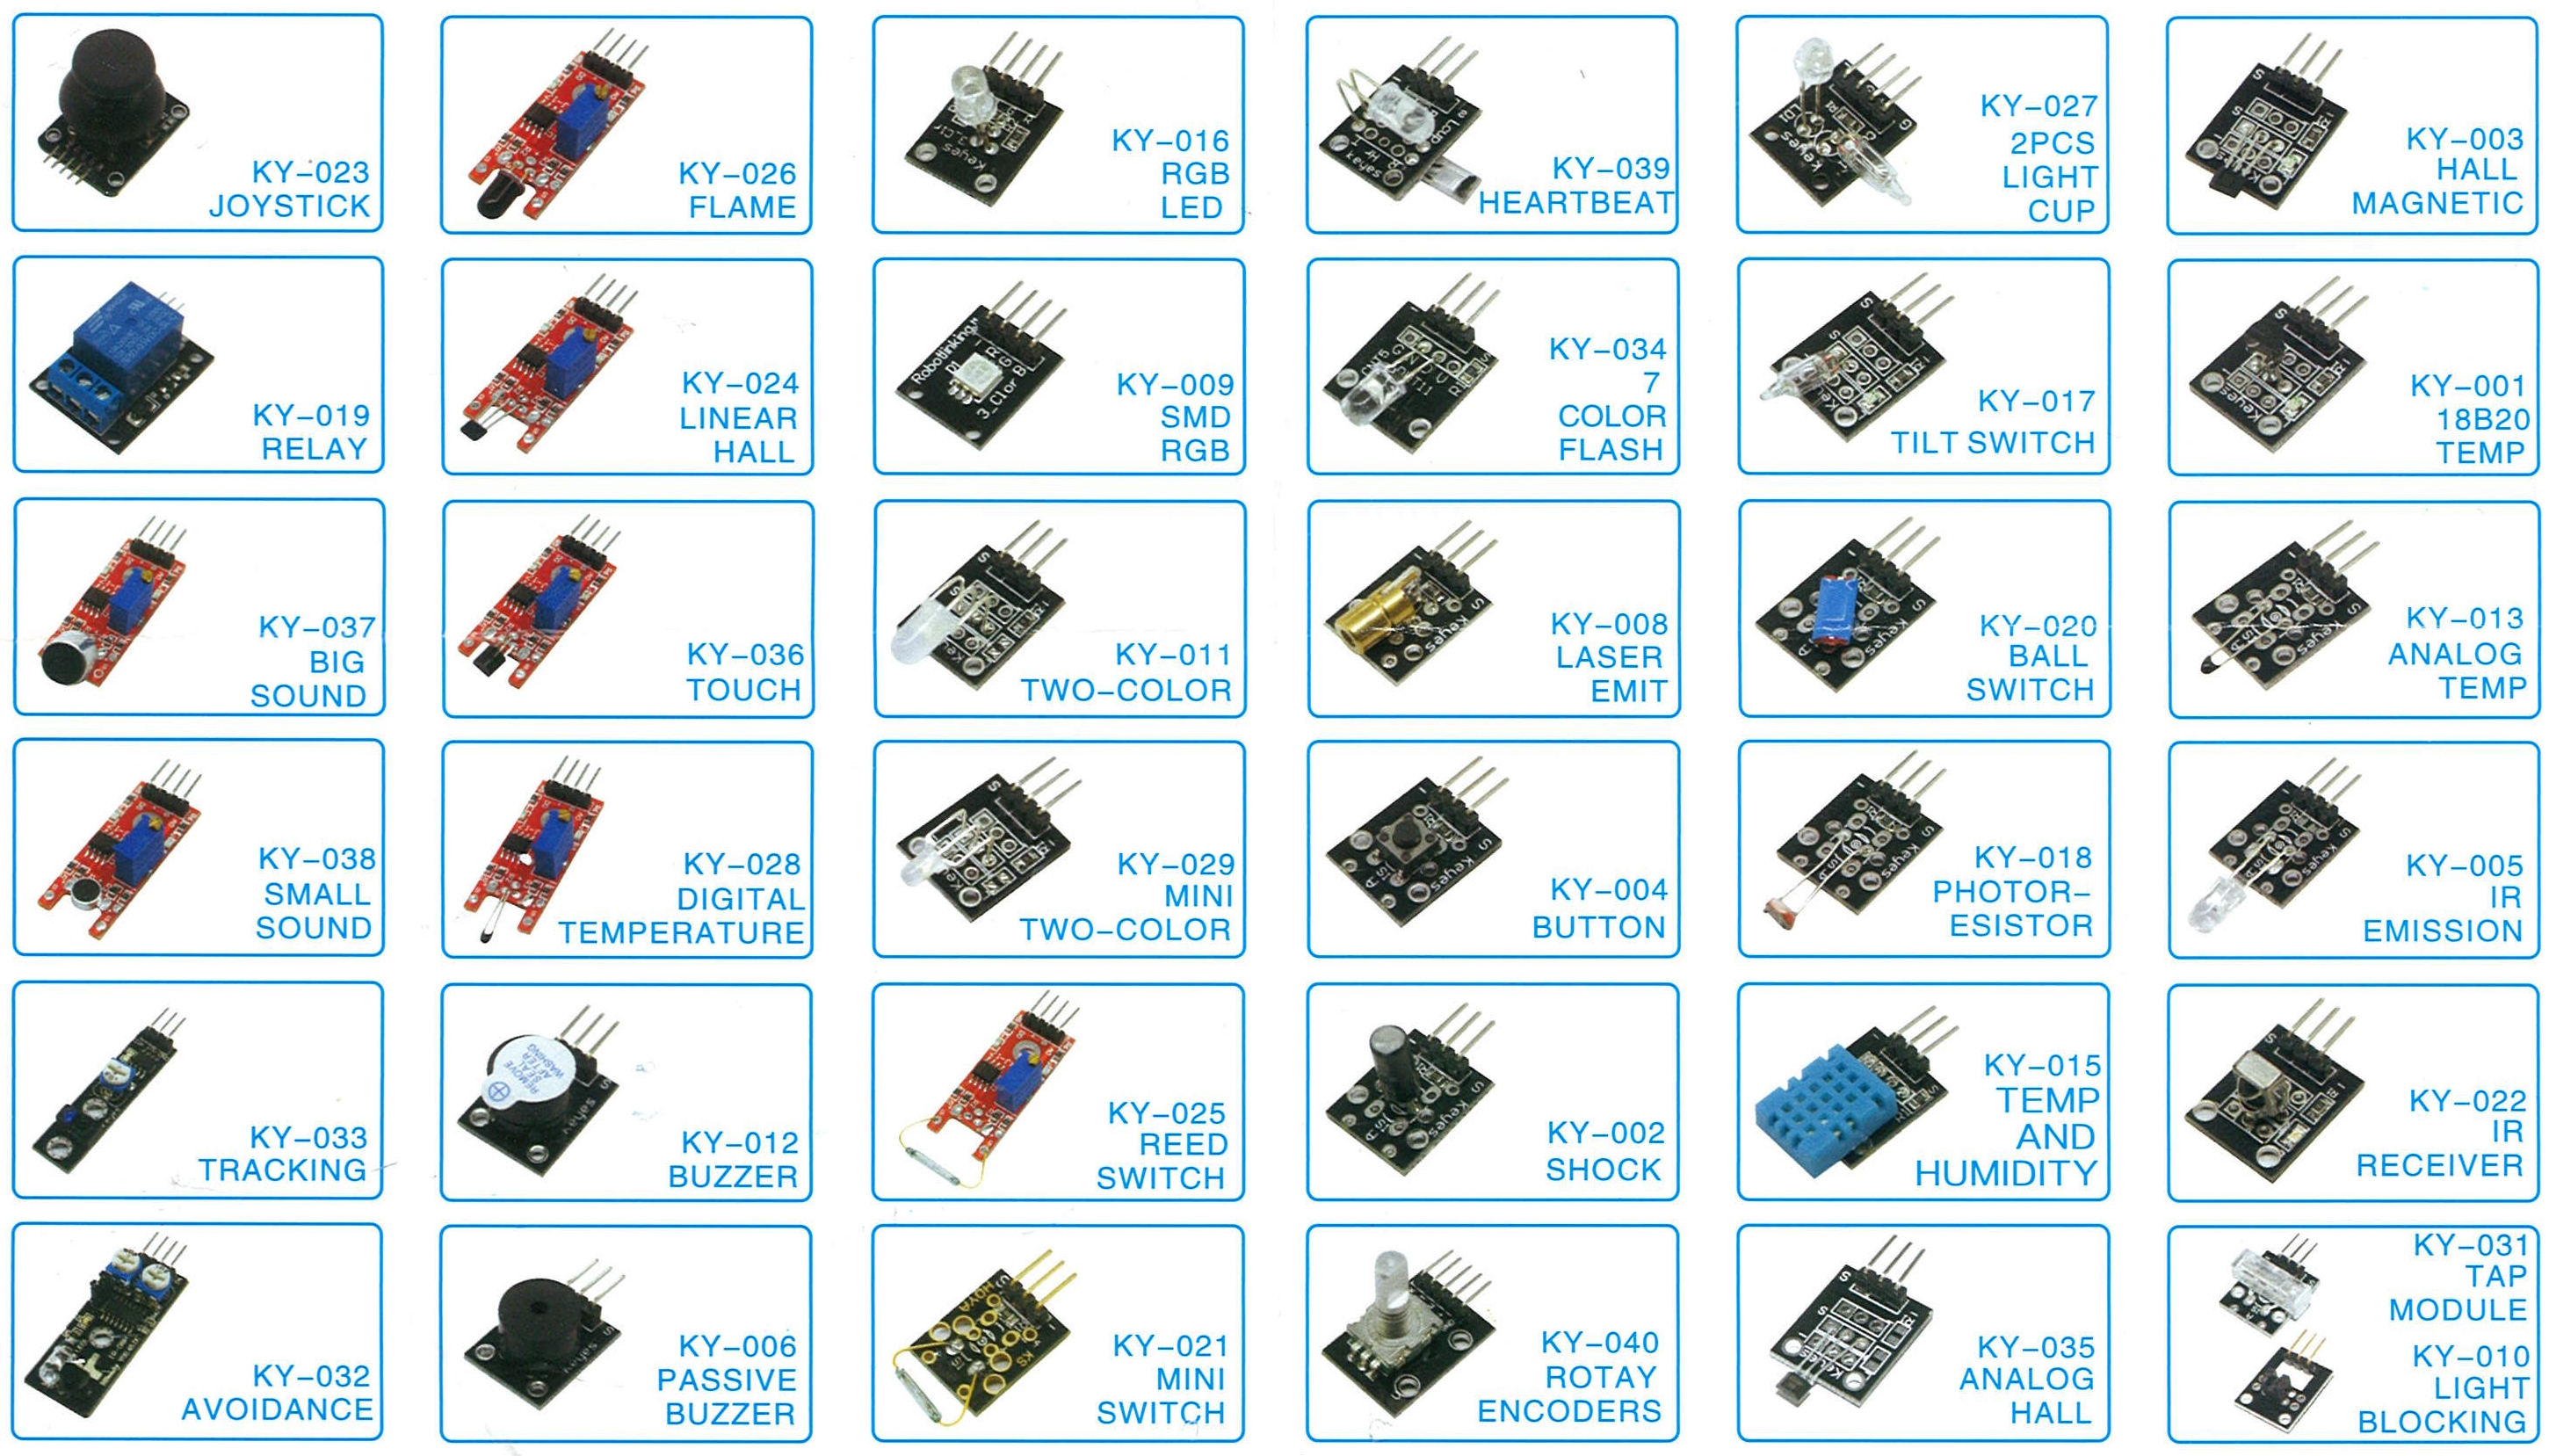 KY-023
JOYSTICK
KY-026
FLAME
KY-016
RGB
LED
KY-039
HEARTBEAT
KY-027
2PCS
LIGHT
CUP
KY-003
HALL
MAGNETIC
KY-019
RELAY
KY-024
LINEAR
HALL
Robotlinking
R
G
B
3_Clor
KY-009
SMD
RGB
KY-034
7
COLOR
FLASH
KY-017
TILT SWITCH
KY-001
18B20
TEMP
KY-037
BIG
SOUND
KY-036
TOUCH
KY-011
TWO-COLOR
KY-008
LASER
EMIT
KY-020
BALL
SWITCH
KY-013
ANALOG
TEMP
KY-038
SMALL
SOUND
KY-028
DIGITAL
TEMPERATURE
KY-029
MINI
TWO-COLOR
KY-004
BUTTON
KY-018
PHOTOR-
ESISTOR
KY-005
IR
EMISSION
KY-033
TRACKING
REMOVE
SEAL
AFTER
WASHING
KY-012
BUZZER
KY-025
REED
SWITCH
KY-002
SHOCK
KY-015
TEMP
AND
HUMIDITY
KY-022
IR
RECEIVER
KY-032
AVOIDANCE
KY-006
PASSIVE
BUZZER
KY-021
MINI
SWITCH
KY-040
ROTAY
ENCODERS
KY-035
ANALOG
HALL
KY-031
TAP
MODULE
KY-010
LIGHT
BLOCKING